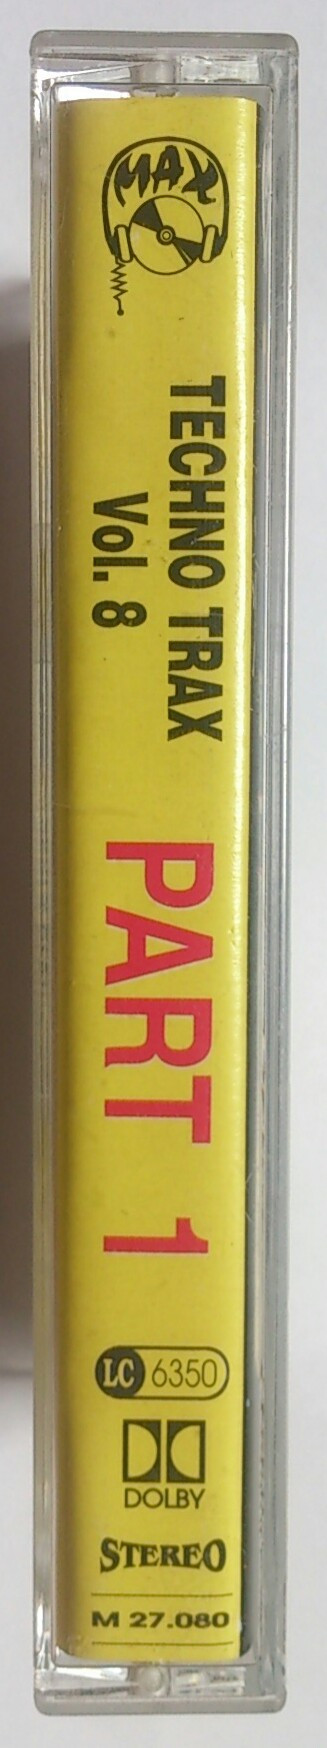 MAX
TECHNO TRAX
Vol. 8
PART 1
LC 6350
DOLBY
STEREO
M 27.080